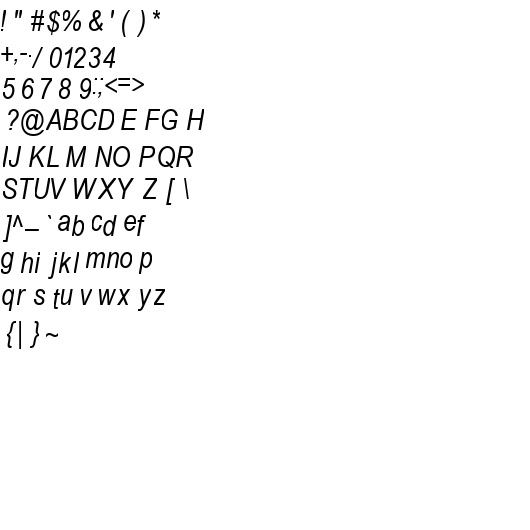 ! " #$% & ' ( ) *
+,-./ 01234
5 6 7 8 9:;<=>
?@ABCD E FG H
IJ KL M NO PQR
STUV WXY Z [ \
]^_ ` ab cd ef
g hi jkl mno p
qr s tu v wx yz
{| } ~